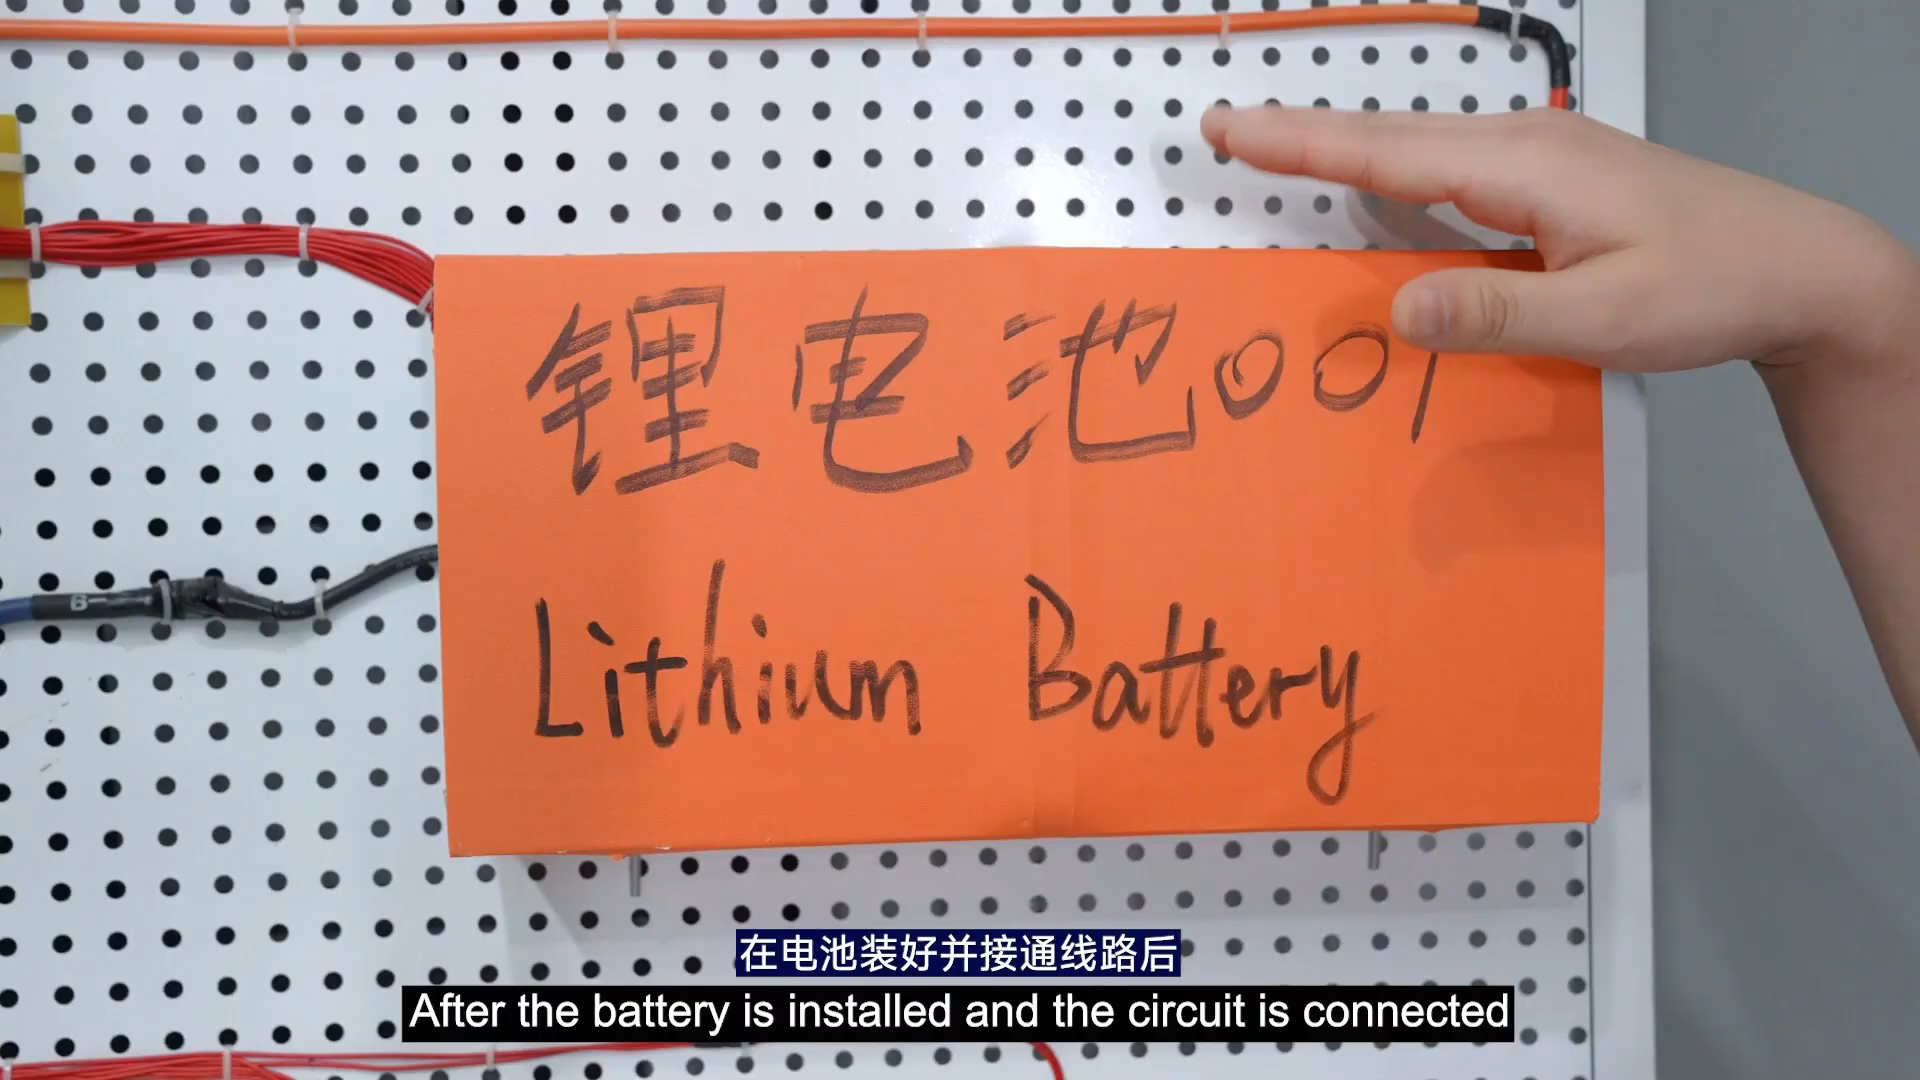 锂电池001
Lithium Battery
B-
在电池装好并接通线路后
After the battery is installed and the circuit is connected